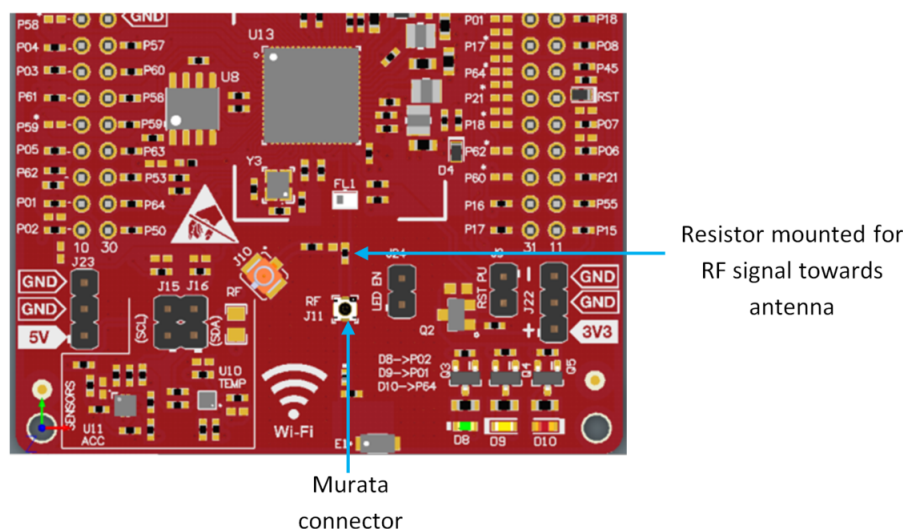 P58*
GND
P04
P57
P03
P60
P61
P58
P59*
P59
P05
P63
P62
P53
P01
P64
P02
P50
10
30
U13
U8
Y3
FL1
D4
P01
P18
P17*
P08
P64*
P45
P21*
RST
P18*
P07
P62*
P06
P60
P21
P16
P55
P17
P15
31
11
J23
GND
GND
5V
J15
J16
(SCL)
(SDA)
J10
RF
RF
J11
LED EN
RST PU
Q2
J22
GND
GND
3V3
SENSORS
U11
ACC
U10
TEMP
Wi-Fi
D8->P02
D9->P01
D10->P64
E1
Q3
Q4
Q5
D8
D9
D10
Resistor mounted for
RF signal towards
antenna
Murata
connector